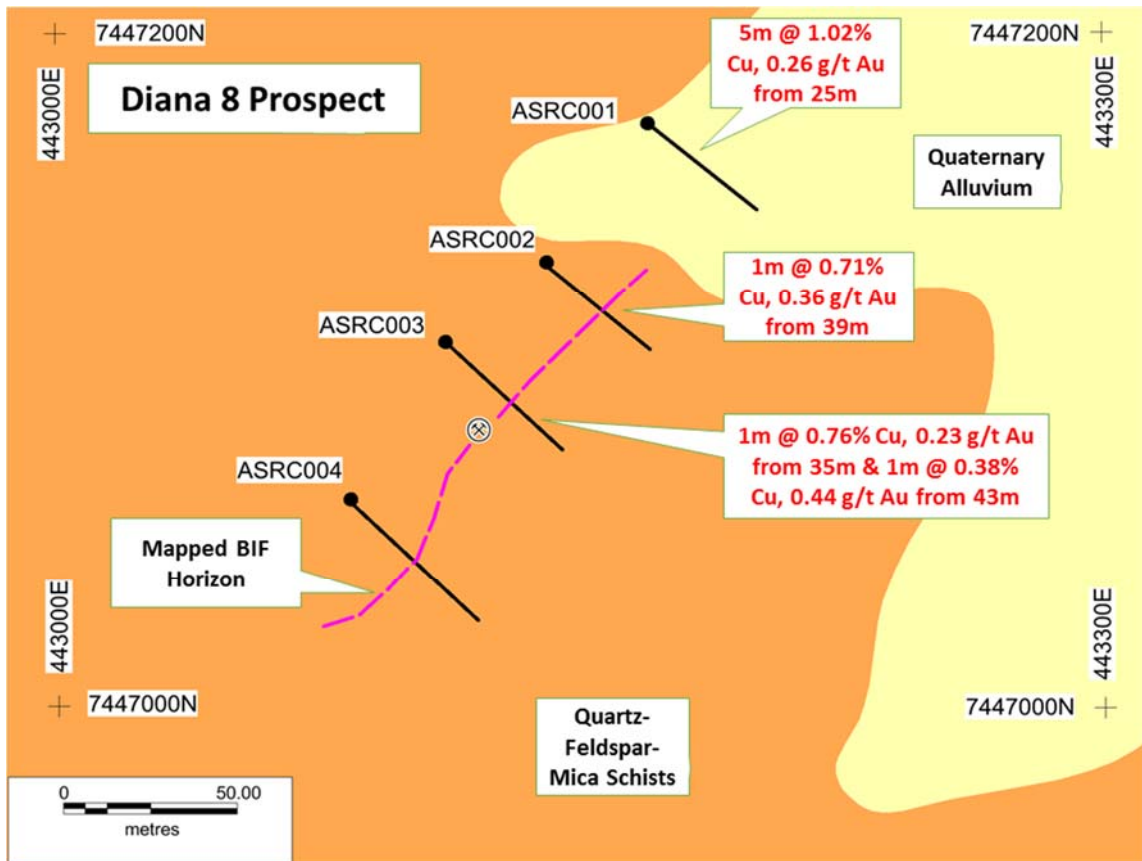 7447200N
7447200N
443000E
443300E
Diana 8 Prospect
5m @ 1.02%
Cu, 0.26 g/t Au
from 25m
ASRC001
Quaternary
Alluvium
ASRC002
1m @ 0.71%
Cu, 0.36 g/t Au
from 39m
ASRC003
1m @ 0.76% Cu, 0.23 g/t Au
from 35m & 1m @ 0.38%
Cu, 0.44 g/t Au from 43m
ASRC004
Mapped BIF
Horizon
443000E
443300E
7447000N
7447000N
Quartz-
Feldspar-
Mica Schists
0 50.00
metres